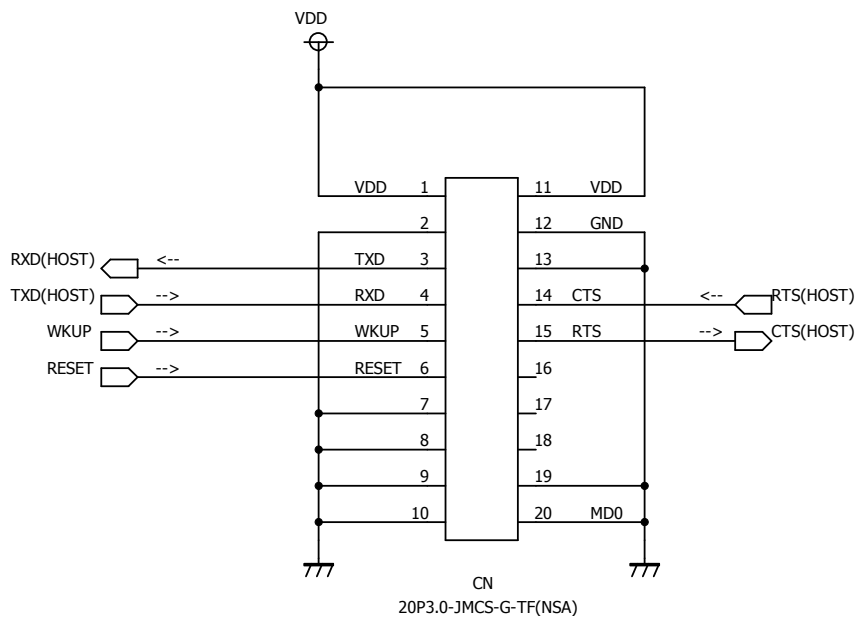 VDD
VDD 1 11 VDD
2 12 GND
RXD(HOST) <-- TXD 3 13
TXD(HOST) --> RXD 4 14 CTS <-- RTS(HOST)
WKUP --> WKUP 5 15 RTS --> CTS(HOST)
RESET --> RESET 6 16
7 17
8 18
9 19
10 20 MD0
CN
20P3.0-JMCS-G-TF(NSA)